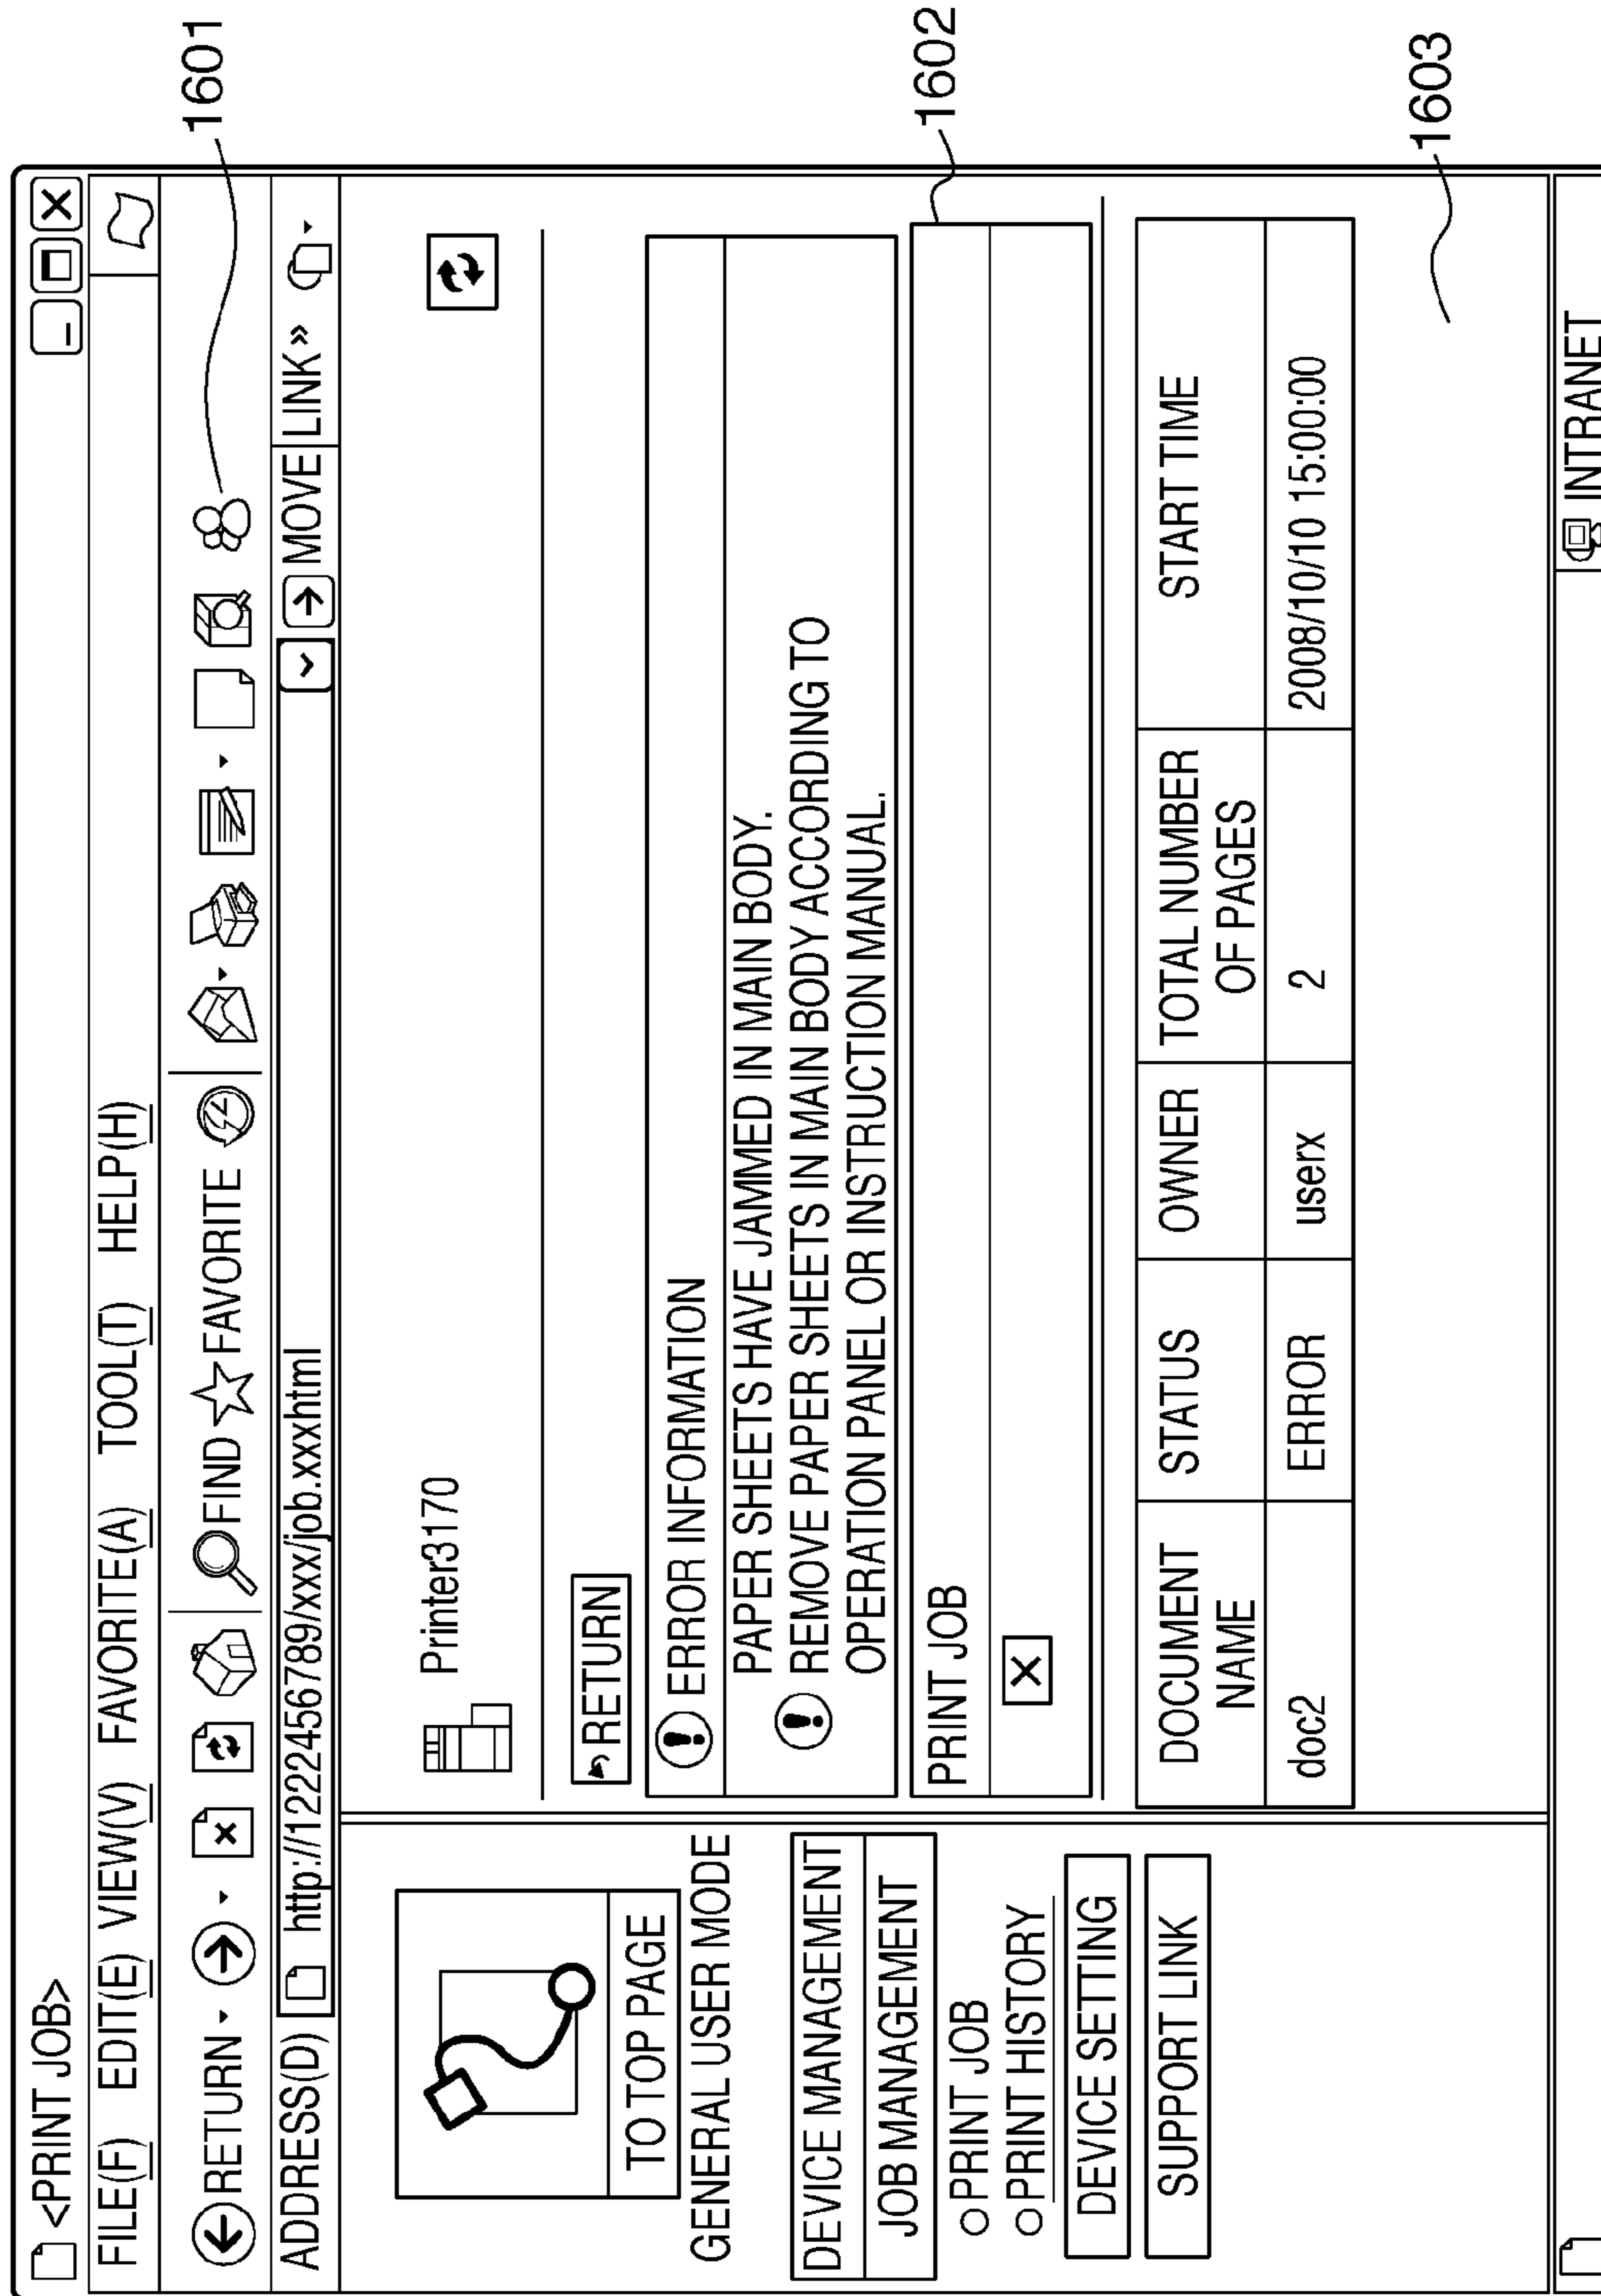 <PRINT JOB>
FILE(F) EDIT(E) VIEW(V) FAVORITE(A) TOOL(T) HELP(H)
RETURN FIND FAVORITE
1601
ADDRESS(D) http://122245​6789/xxx/job.xxxhtml MOVE LINK»
TO TOP PAGE
GENERAL USER MODE
DEVICE MANAGEMENT
JOB MANAGEMENT
PRINT JOB
PRINT HISTORY
DEVICE SETTING
SUPPORT LINK
Printer3170
RETURN
ERROR INFORMATION
PAPER SHEETS HAVE JAMMED IN MAIN BODY.
REMOVE PAPER SHEETS IN MAIN BODY ACCORDING TO
OPERATION PANEL OR INSTRUCTION MANUAL.
PRINT JOB
1602
DOCUMENT NAME STATUS OWNER TOTAL NUMBER OF PAGES START TIME
doc2 ERROR userx 2 2008/10/10 15:00:00
1603
INTRANET